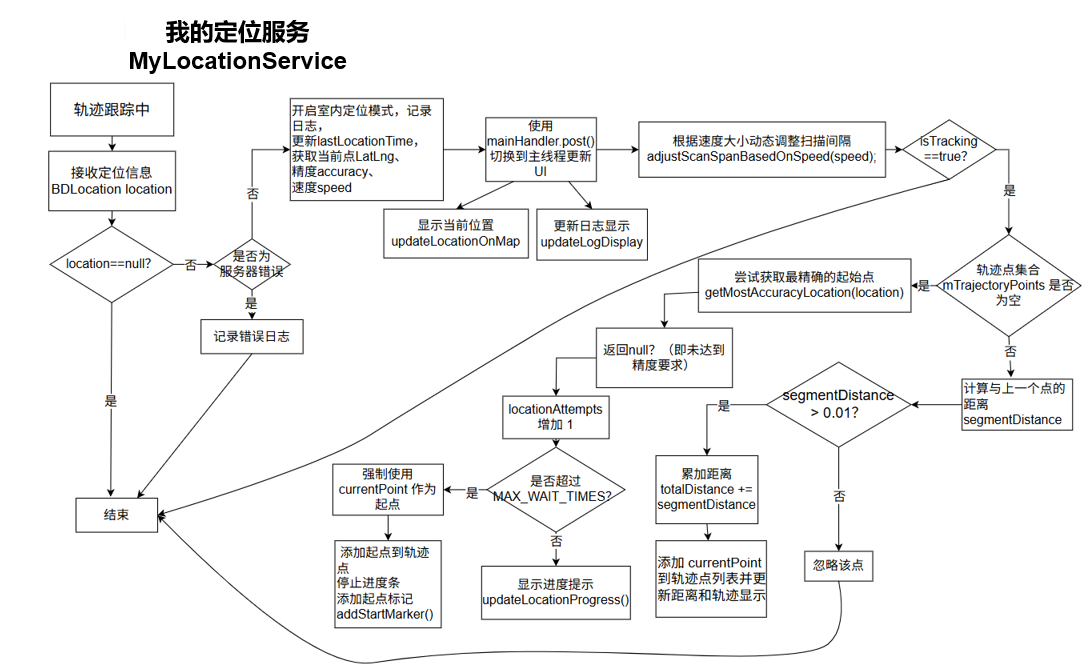 我的定位服务
MyLocationService
轨迹跟踪中
接收定位信息
BDLocation location
location==null?
否
是否为
服务器错误
否
是
记录错误日志
是
结束
开启室内定位模式，记录
日志，
更新lastLocationTime，
获取当前点LatLng、
精度accuracy、
速度speed
使用
mainHandler.post()
切换到主线程更新
UI
显示当前位置
updateLocationOnMap
更新日志显示
updateLogDisplay
根据速度大小动态调整扫描间隔
adjustScanSpanBasedOnSpeed(speed);
isTracking
==true?
是
轨迹点集合
mTrajectoryPoints 是否
为空
是
尝试获取最精确的起始点
getMostAccuracyLocation(location)
返回null？（即未达到
精度要求）
locationAttempts
增加 1
是否超过
MAX_WAIT_TIMES?
是
强制使用
currentPoint 作为
起点
添加起点到轨迹
点
停止进度条
添加起点标记
addStartMarker()
否
显示进度提示
updateLocationProgress()
否
计算与上一个点的
距离
segmentDistance
segmentDistance
> 0.01?
是
累加距离
totalDistance +=
segmentDistance
添加 currentPoint
到轨迹点列表并更
新距离和轨迹显示
否
忽略该点